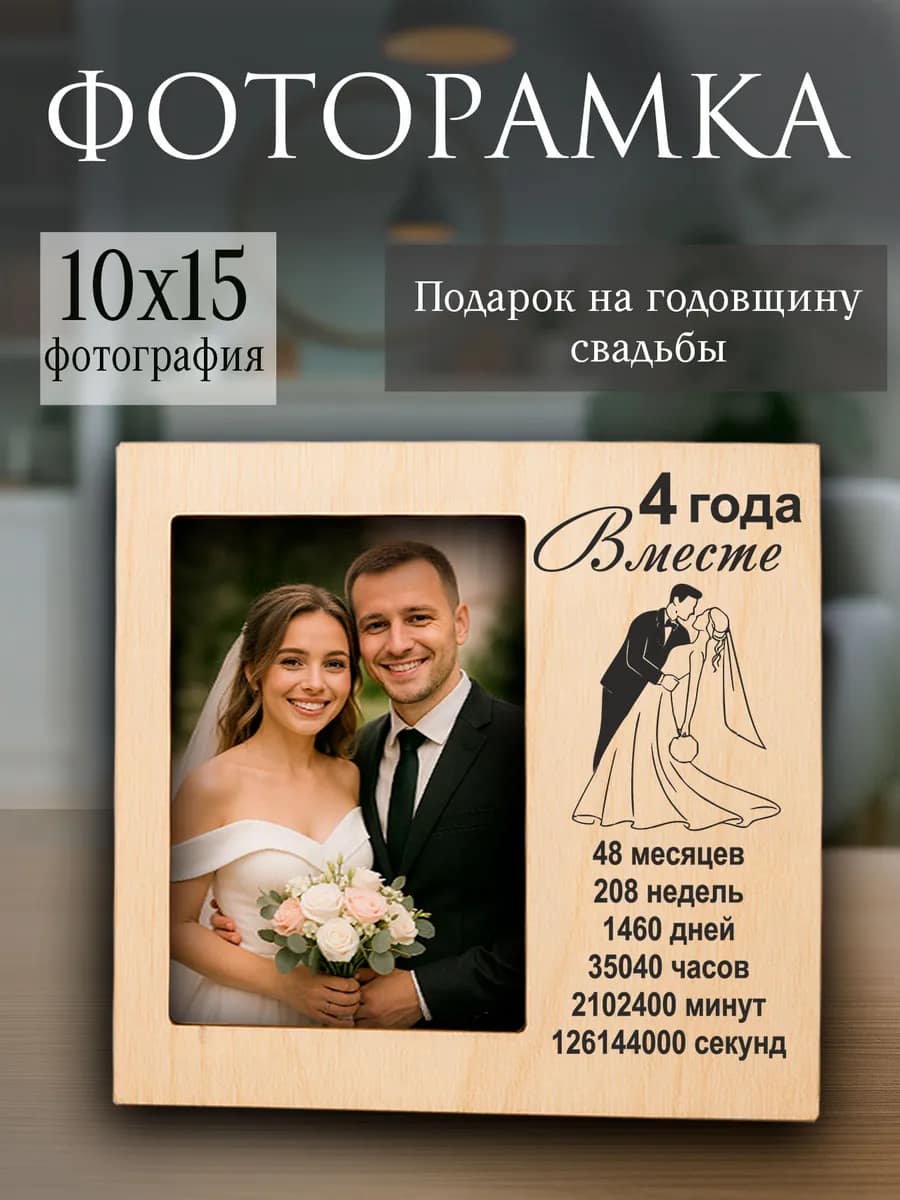 ФОТОРАМКА
10x15
фотография
Подарок на годовщину
свадьбы
4 года
Вместе
48 месяцев
208 недель
1460 дней
35040 часов
2102400 минут
126144000 секунд